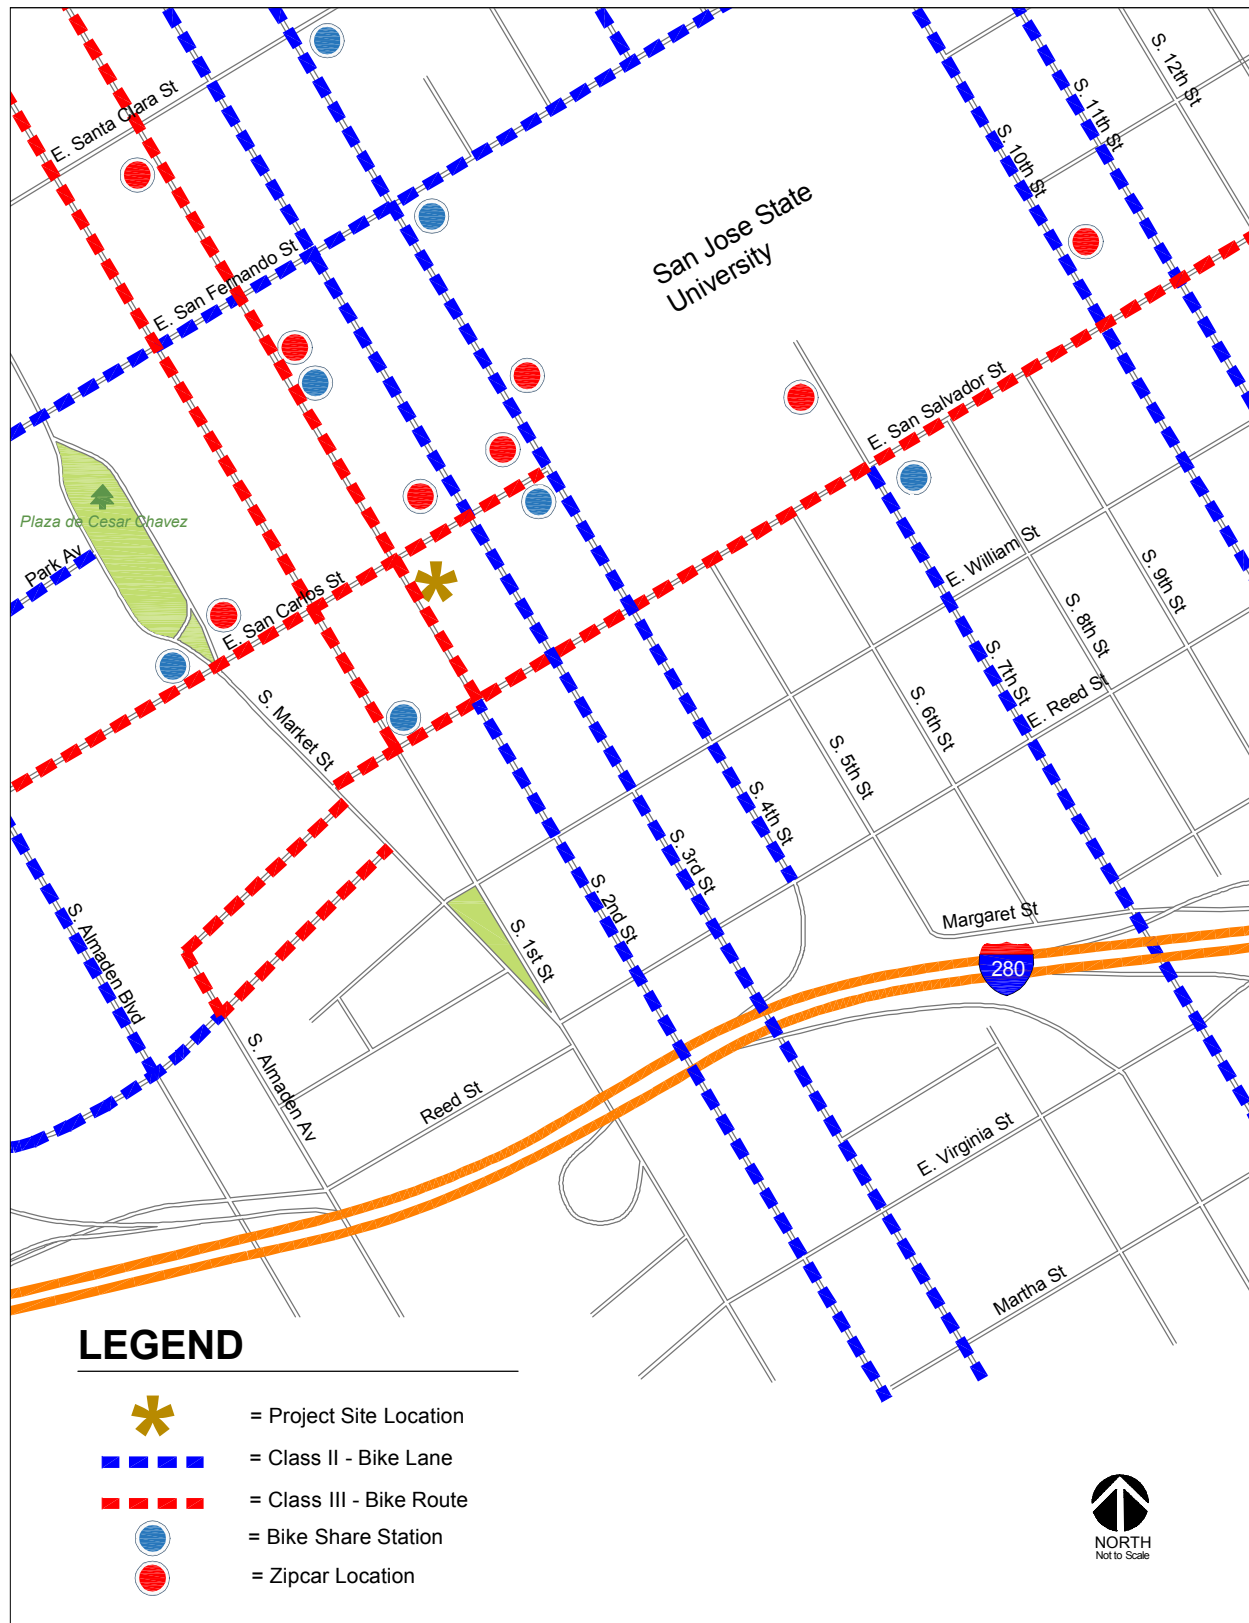 E. Santa Clara St
S. 12th St
S. 11th St
S. 10th St
San Jose State
University
E. San Fernando St
E. San Salvador St
Plaza de Cesar Chavez
Park Av
E. San Carlos St
E. William St
S. 9th St
S. 8th St
S. 7th St
E. Reed St
S. Market St
S. 6th St
S. 5th St
S. 4th St
S. 3rd St
S. 2nd St
S. 1st St
Margaret St
280
S. Almaden Blvd
S. Almaden Av
Reed St
E. Virginia St
Martha St
LEGEND
= Project Site Location
= Class II - Bike Lane
= Class III - Bike Route
= Bike Share Station
= Zipcar Location
NORTH
Not to Scale